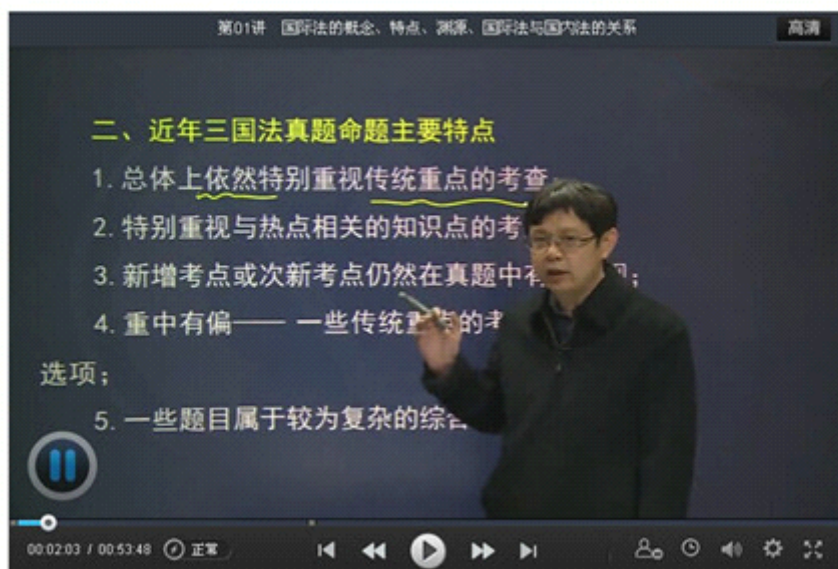 第01讲 国际法的概念、特点、渊源、国际法与国内法的关系
高清
二、近年三国法真题命题主要特点
1. 总体上依然特别重视传统重点的考查
2. 特别重视与热点相关的知识点的考
3. 新增考点或次新考点仍然在真题中有 ;
4. 重中有偏—— 一些传统重点的考
选项；
5. 一些题目属于较为复杂的综合
00:02:03 / 00:53:48 正常